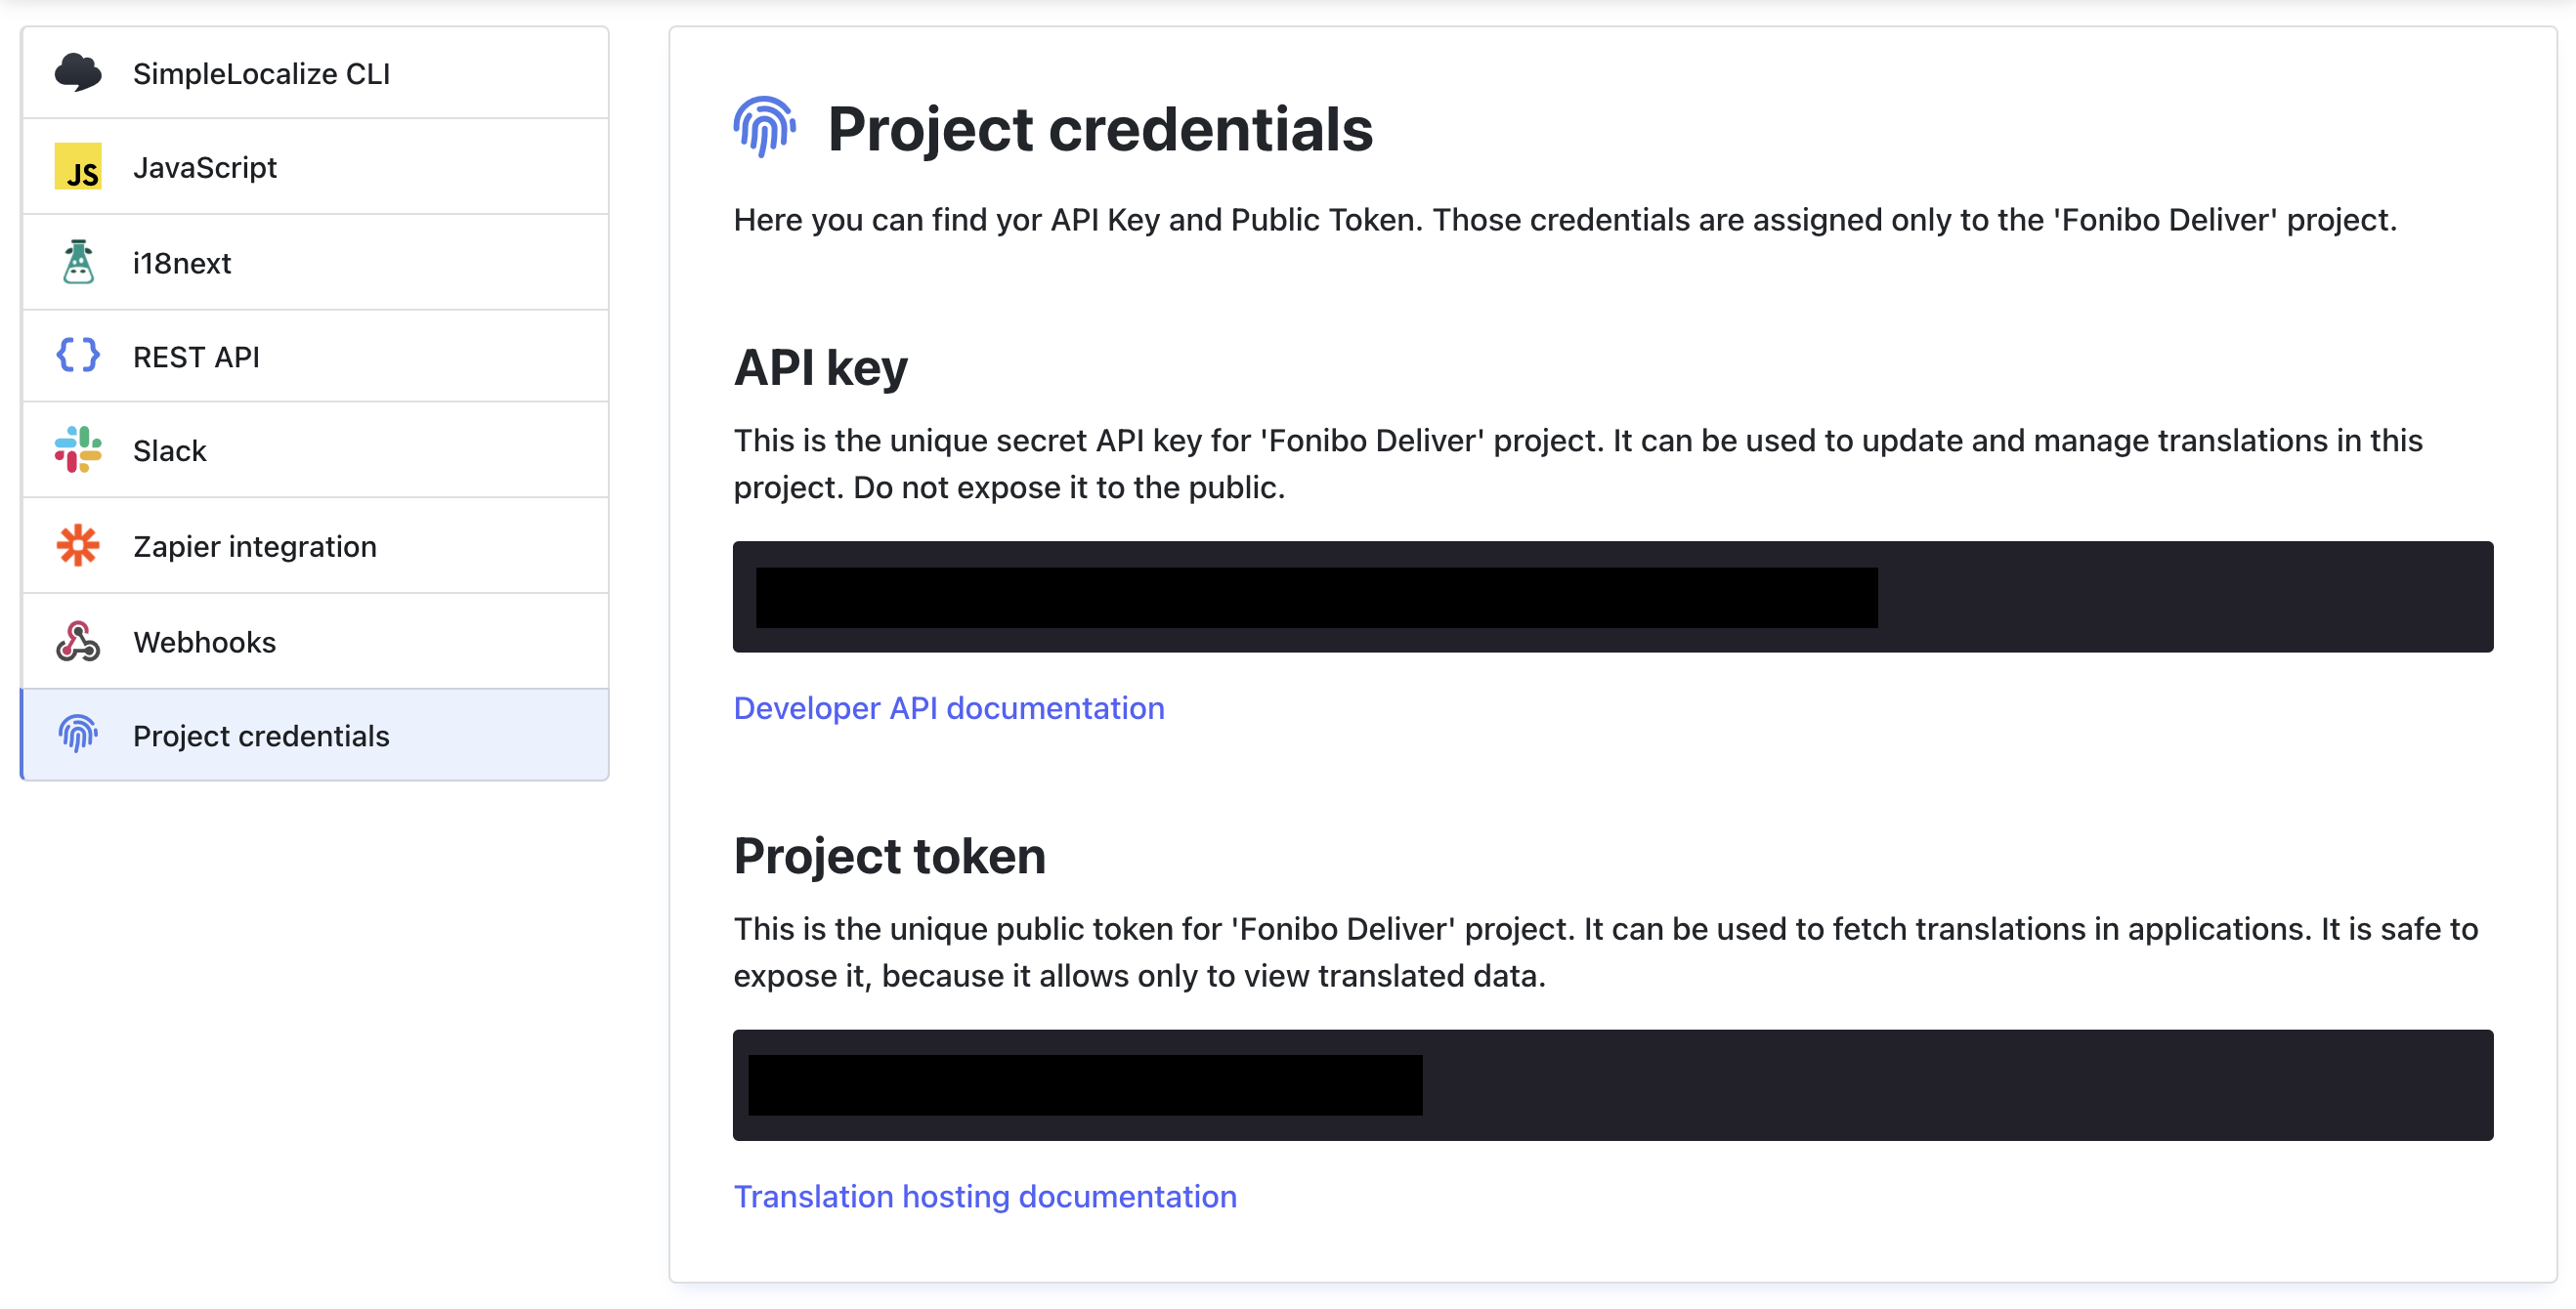 SimpleLocalize CLI
JS
JavaScript
i18next
REST API
Slack
Zapier integration
Webhooks
Project credentials
Project credentials
Here you can find yor API Key and Public Token. Those credentials are assigned only to the 'Fonibo Deliver' project.
API key
This is the unique secret API key for 'Fonibo Deliver' project. It can be used to update and manage translations in this
project. Do not expose it to the public.
Developer API documentation
Project token
This is the unique public token for 'Fonibo Deliver' project. It can be used to fetch translations in applications. It is safe to
expose it, because it allows only to view translated data.
Translation hosting documentation